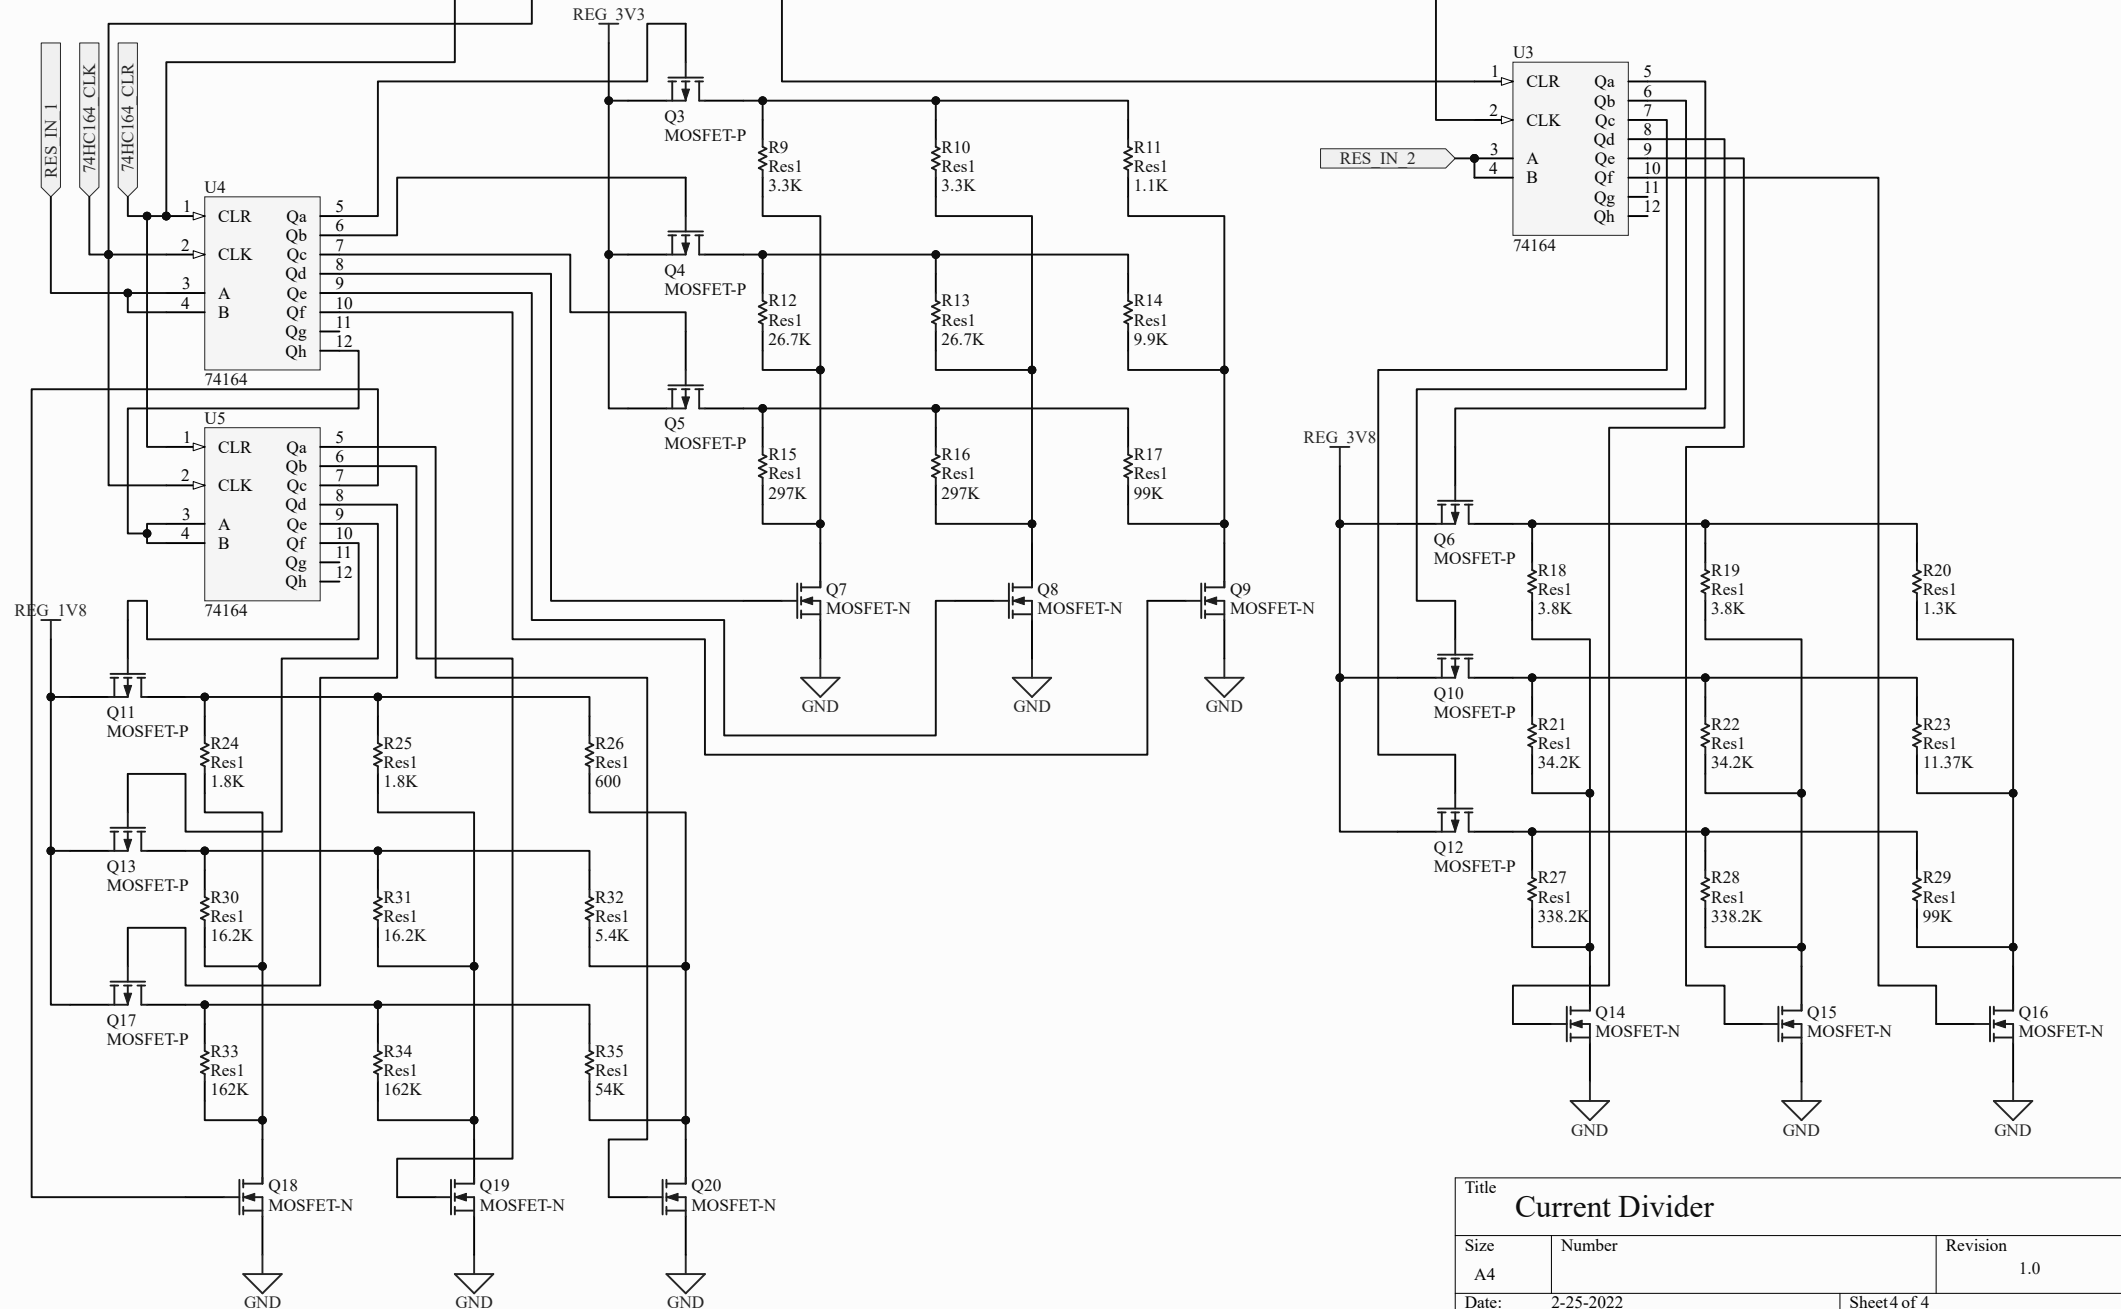 REG_3V3
RES_IN_1
74HC164_CLK
74HC164_CLR
U4
1 CLR Qa 5
Qb 6
2 CLK Qc 7
Qd 8
3 A Qe 9
4 B Qf 10
Qg 11
Qh 12
74164
U5
1 CLR Qa 5
Qb 6
2 CLK Qc 7
Qd 8
3 A Qe 9
4 B Qf 10
Qg 11
Qh 12
74164
Q3
MOSFET-P
R9
Res1
3.3K
R10
Res1
3.3K
R11
Res1
1.1K
Q4
MOSFET-P
R12
Res1
26.7K
R13
Res1
26.7K
R14
Res1
9.9K
Q5
MOSFET-P
R15
Res1
297K
R16
Res1
297K
R17
Res1
99K
Q7
MOSFET-N
Q8
MOSFET-N
Q9
MOSFET-N
GND
GND
GND
U3
1 CLR Qa 5
Qb 6
2 CLK Qc 7
Qd 8
RES_IN_2
3 A Qe 9
4 B Qf 10
Qg 11
Qh 12
74164
REG_3V8
Q6
MOSFET-P
R18
Res1
3.8K
R19
Res1
3.8K
R20
Res1
1.3K
Q10
MOSFET-P
R21
Res1
34.2K
R22
Res1
34.2K
R23
Res1
11.37K
Q12
MOSFET-P
R27
Res1
338.2K
R28
Res1
338.2K
R29
Res1
99K
Q14
MOSFET-N
Q15
MOSFET-N
Q16
MOSFET-N
GND
GND
GND
REG_1V8
Q11
MOSFET-P
R24
Res1
1.8K
R25
Res1
1.8K
R26
Res1
600
Q13
MOSFET-P
R30
Res1
16.2K
R31
Res1
16.2K
R32
Res1
5.4K
Q17
MOSFET-P
R33
Res1
162K
R34
Res1
162K
R35
Res1
54K
Q18
MOSFET-N
Q19
MOSFET-N
Q20
MOSFET-N
GND
GND
GND
Title
Current Divider
Size Number Revision
A4 1.0
Date: 2-25-2022 Sheet 4 of 4